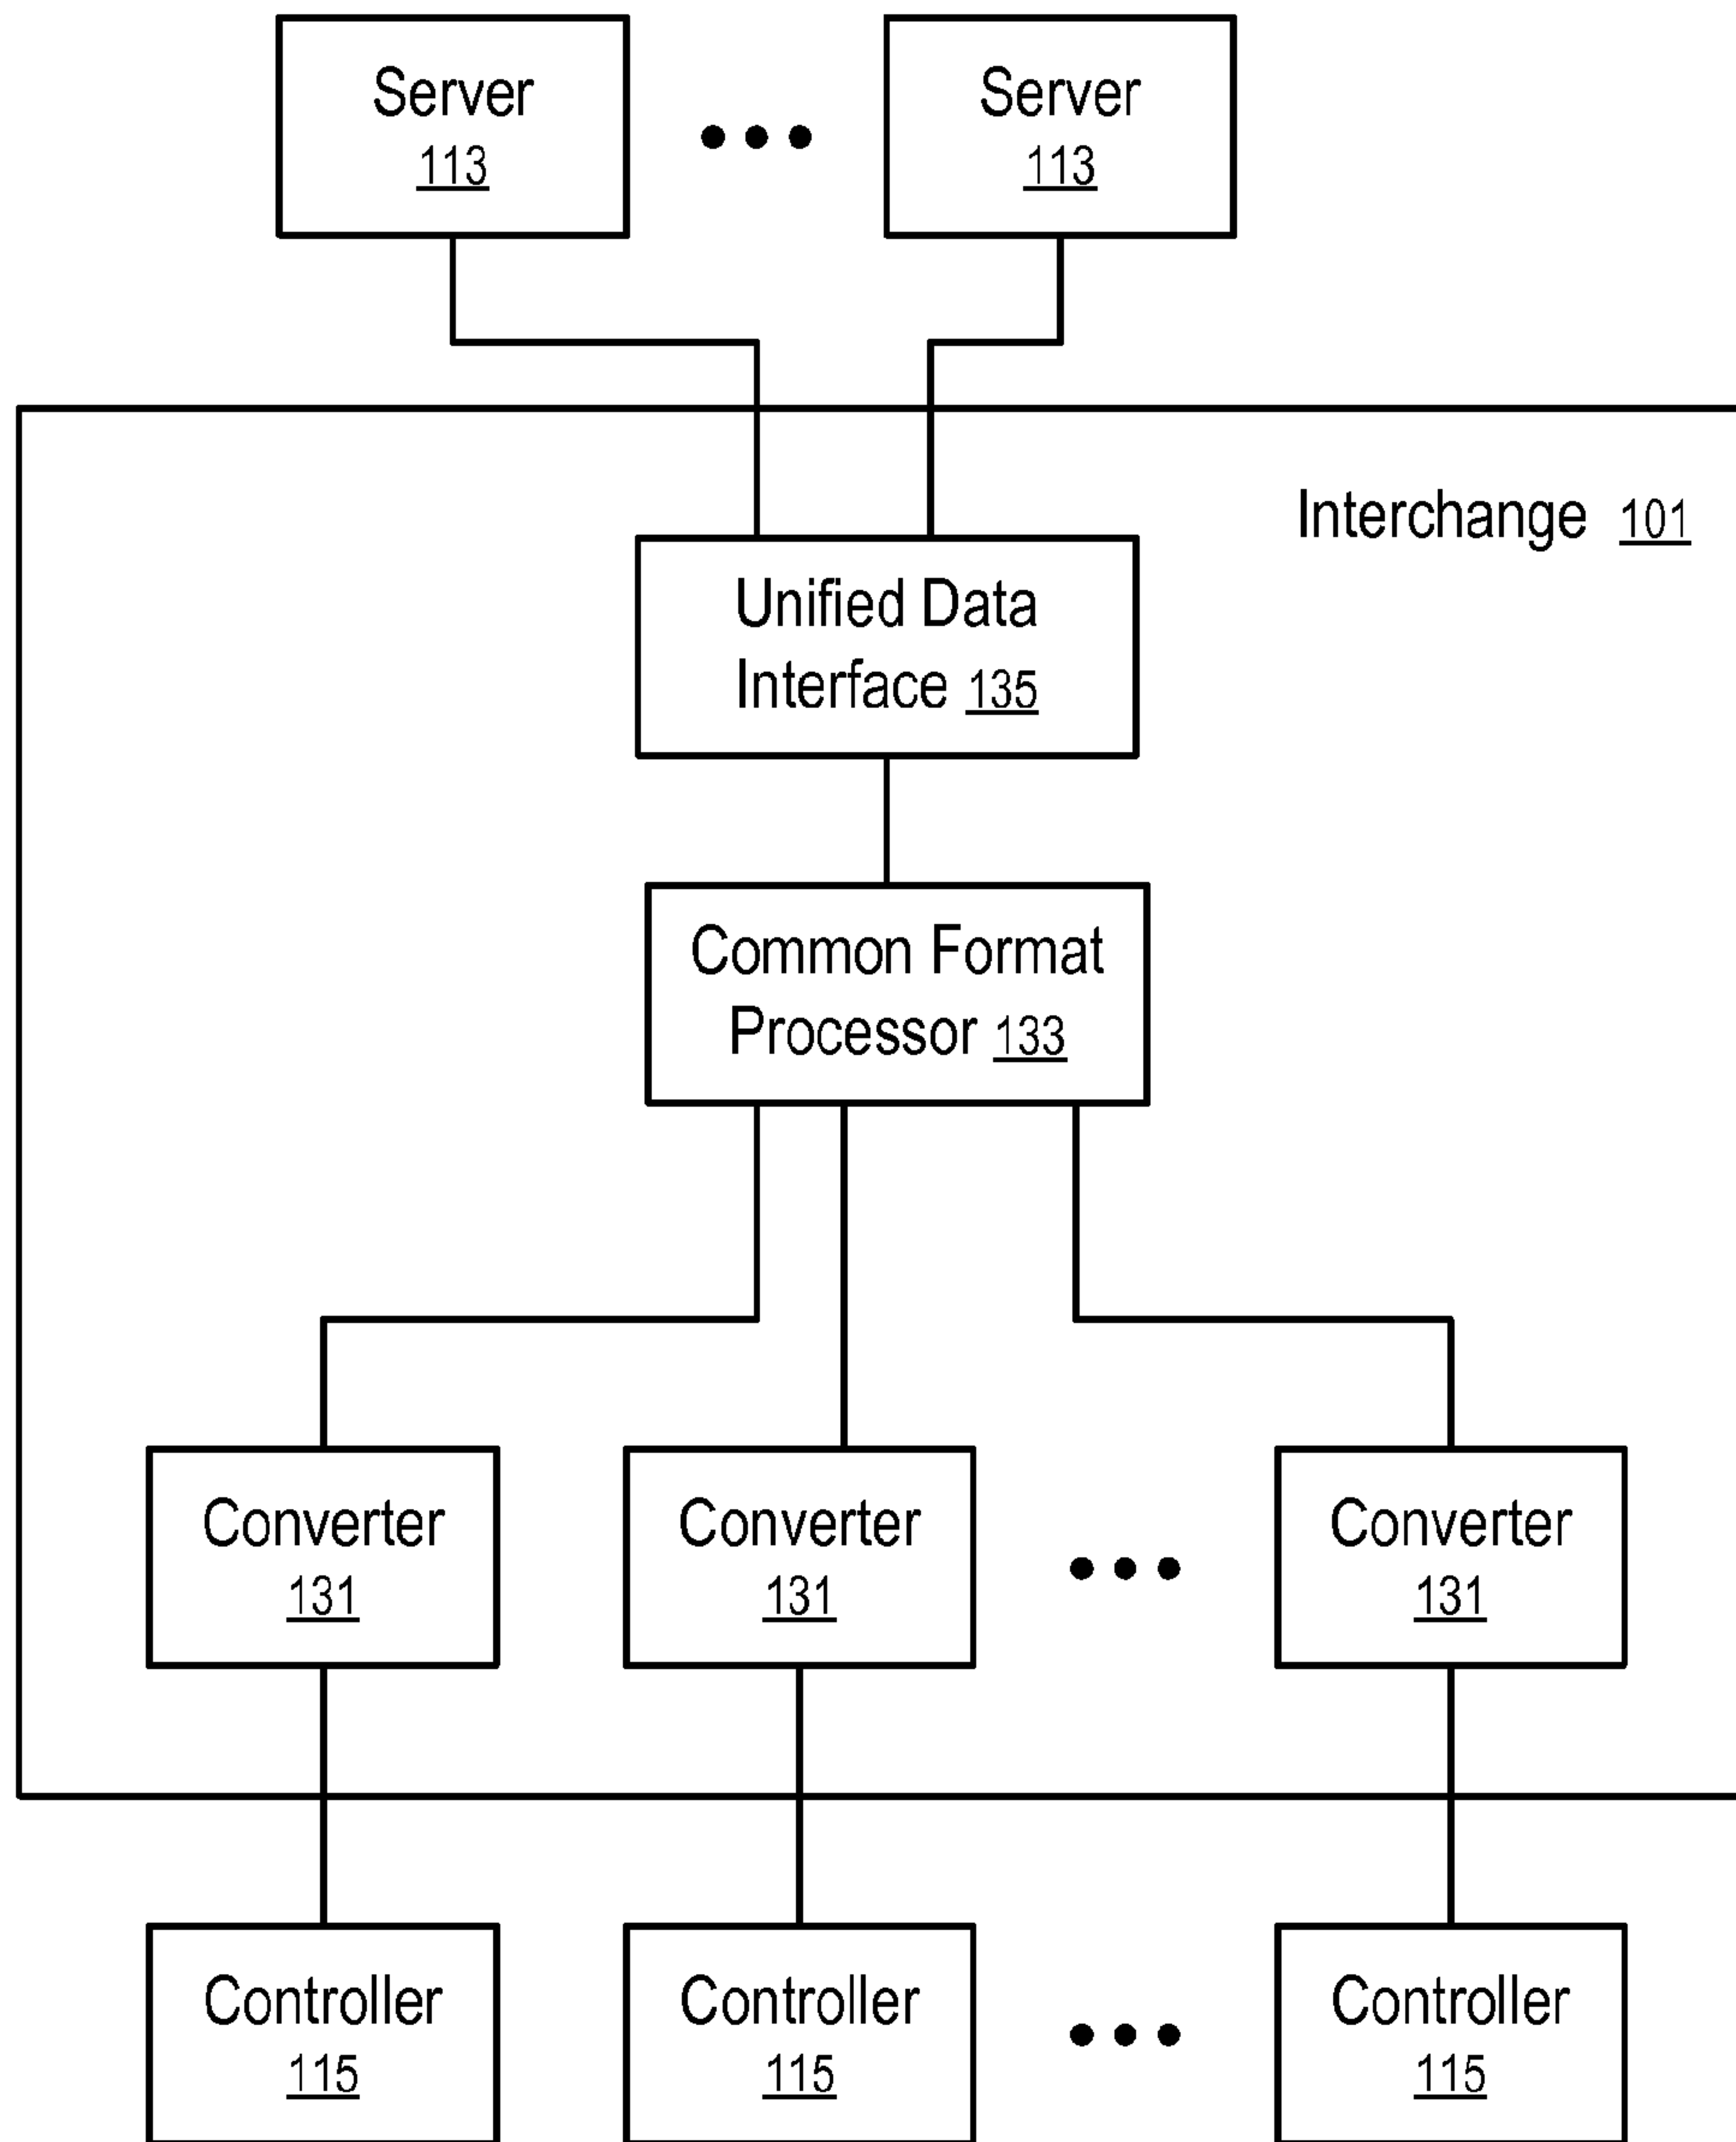 Server
113
Server
113
Interchange 101
Unified Data
Interface 135
Common Format
Processor 133
Converter
131
Converter
131
Converter
131
Controller
115
Controller
115
Controller
115